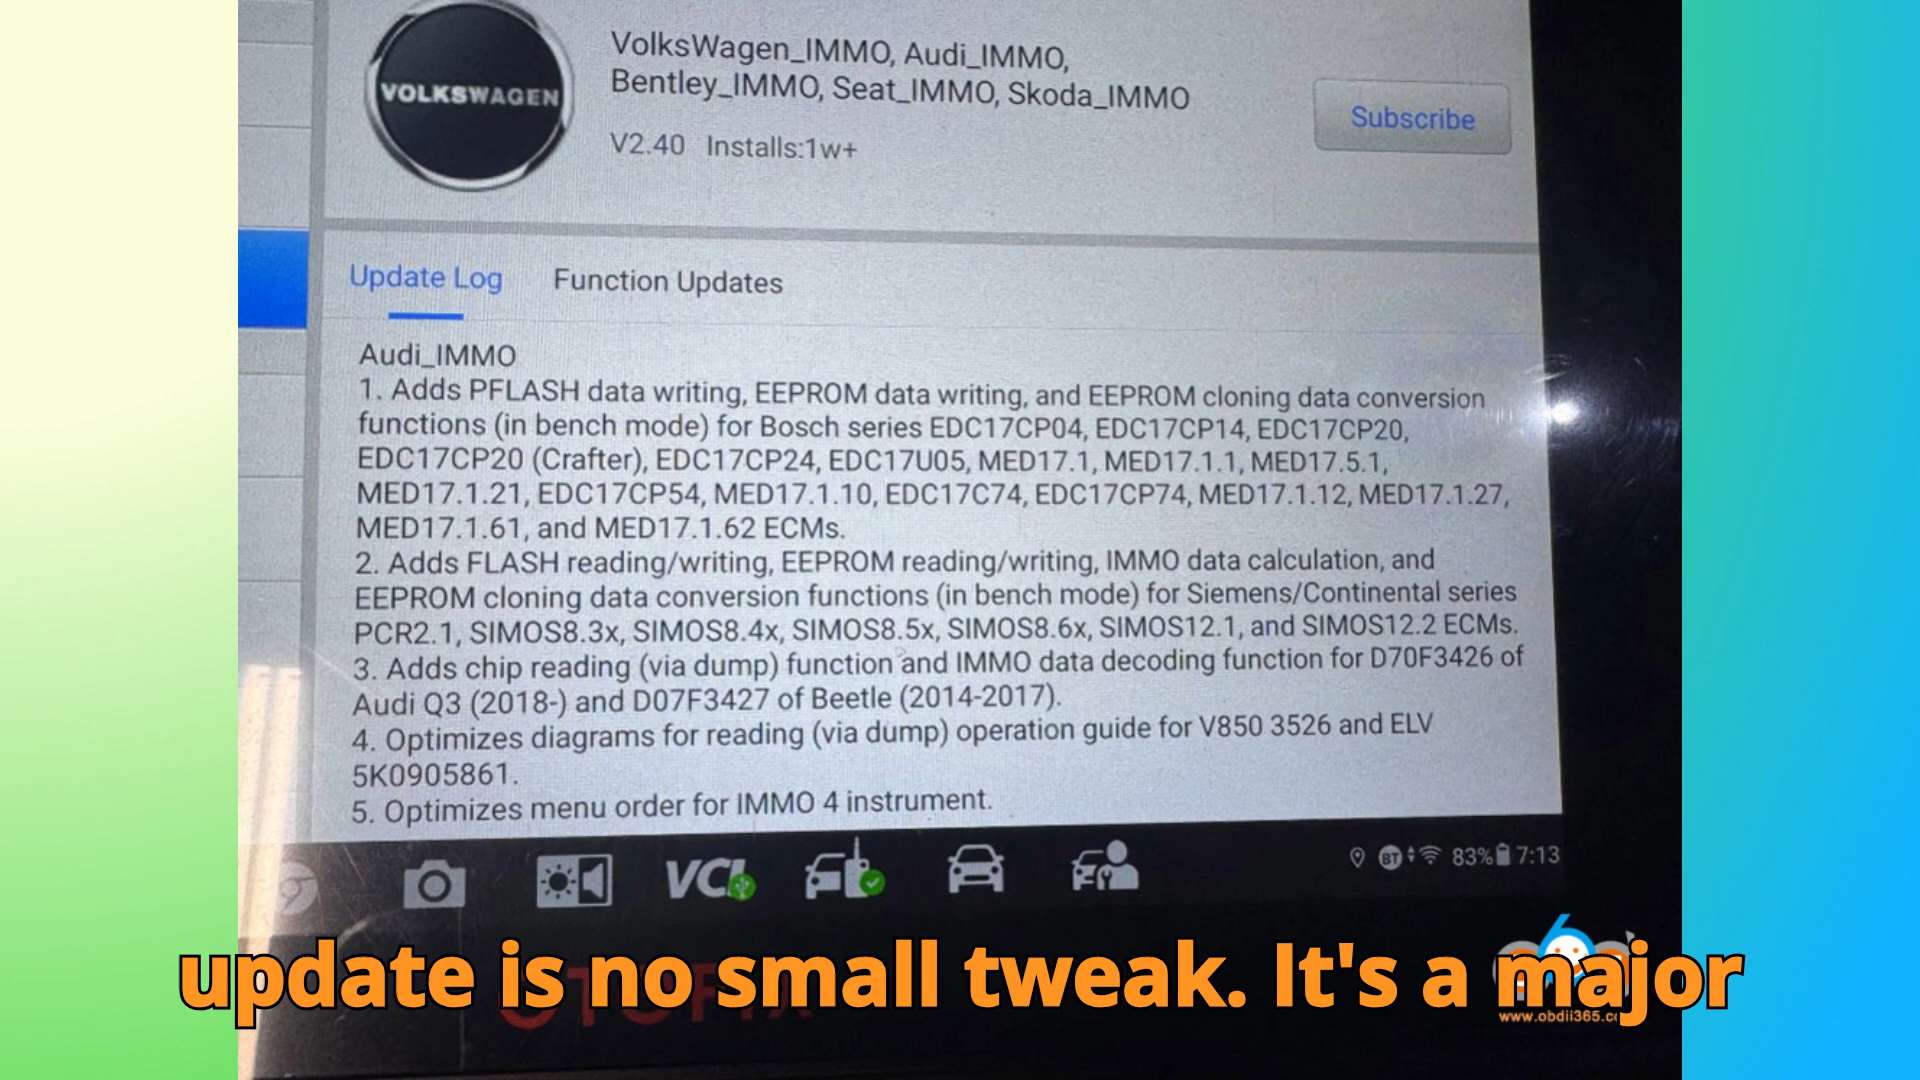 VOLKSWAGEN
VolksWagen_IMMO, Audi_IMMO,
Bentley_IMMO, Seat_IMMO, Skoda_IMMO
V2.40 Installs:1w+
Subscribe
Update Log Function Updates
Audi_IMMO
1. Adds PFLASH data writing, EEPROM data writing, and EEPROM cloning data conversion
functions (in bench mode) for Bosch series EDC17CP04, EDC17CP14, EDC17CP20,
EDC17CP20 (Crafter), EDC17CP24, EDC17U05, MED17.1, MED17.1.1, MED17.5.1,
MED17.1.21, EDC17CP54, MED17.1.10, EDC17C74, EDC17CP74, MED17.1.12, MED17.1.27,
MED17.1.61, and MED17.1.62 ECMs.
2. Adds FLASH reading/writing, EEPROM reading/writing, IMMO data calculation, and
EEPROM cloning data conversion functions (in bench mode) for Siemens/Continental series
PCR2.1, SIMOS8.3x, SIMOS8.4x, SIMOS8.5x, SIMOS8.6x, SIMOS12.1, and SIMOS12.2 ECMs.
3. Adds chip reading (via dump) function and IMMO data decoding function for D70F3426 of
Audi Q3 (2018-) and D07F3427 of Beetle (2014-2017).
4. Optimizes diagrams for reading (via dump) operation guide for V850 3526 and ELV
5K0905861.
5. Optimizes menu order for IMMO 4 instrument.
VCI
BT 83% 7:13
update is no small tweak. It's a major